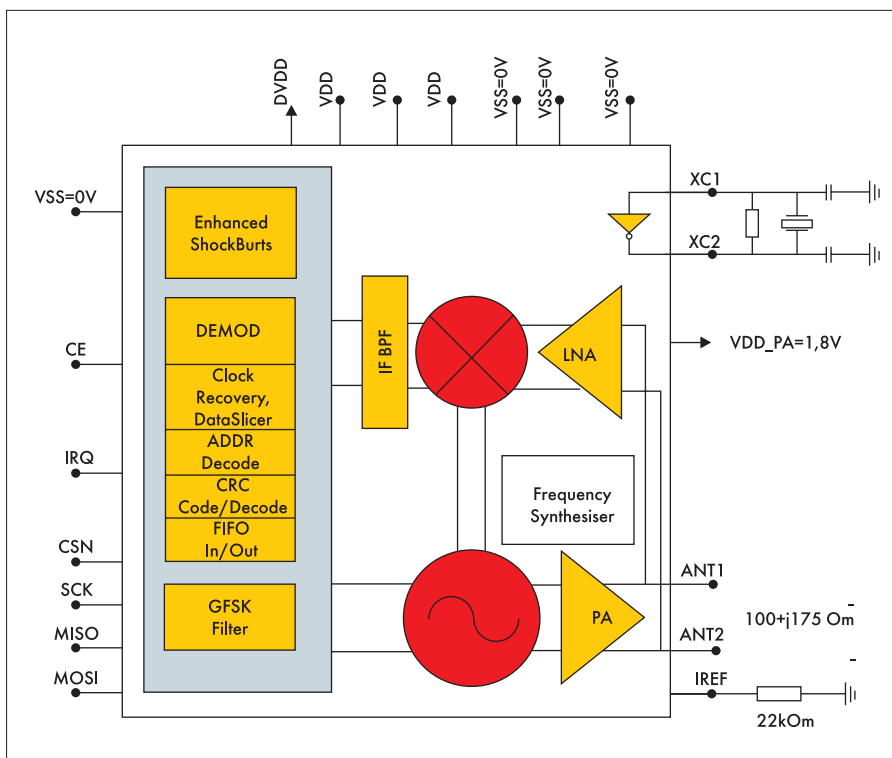 DVDD
VDD
VDD
VDD
VSS=0V
VSS=0V
VSS=0V
VSS=0V
CE
IRQ
CSN
SCK
MISO
MOSI
Enhanced
ShockBurts
DEMOD
Clock
Recovery,
DataSlicer
ADDR
Decode
CRC
Code/Decode
FIFO
In/Out
GFSK
Filter
IF BPF
LNA
Frequency
Synthesiser
PA
XC1
XC2
VDD_PA=1,8V
ANT1
100+j175 Om
ANT2
IREF
22kOm